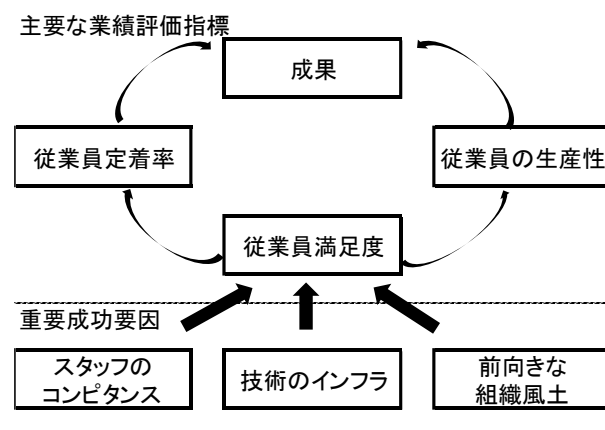 主要な業績評価指標
成果
従業員定着率
従業員の生産性
従業員満足度
重要成功要因
スタッフの
コンピタンス
技術のインフラ
前向きな
組織風土